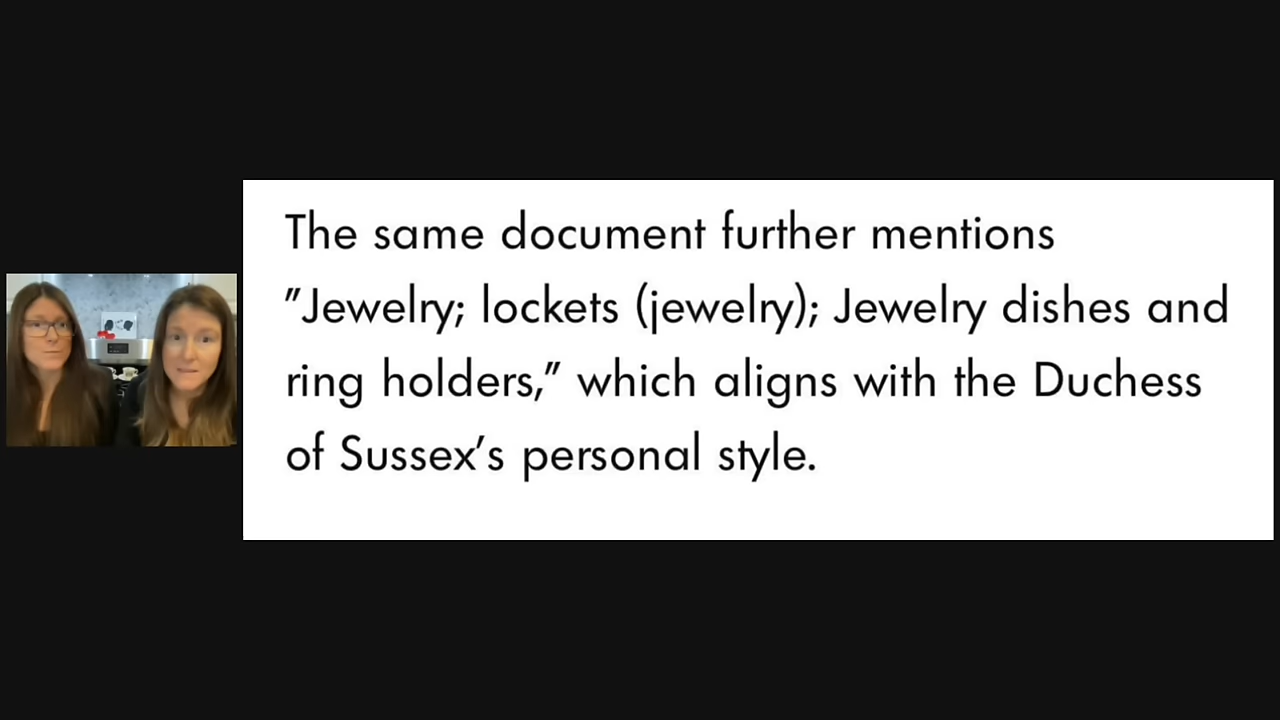 The same document further mentions
"Jewelry; lockets (jewelry); Jewelry dishes and
ring holders," which aligns with the Duchess
of Sussex's personal style.